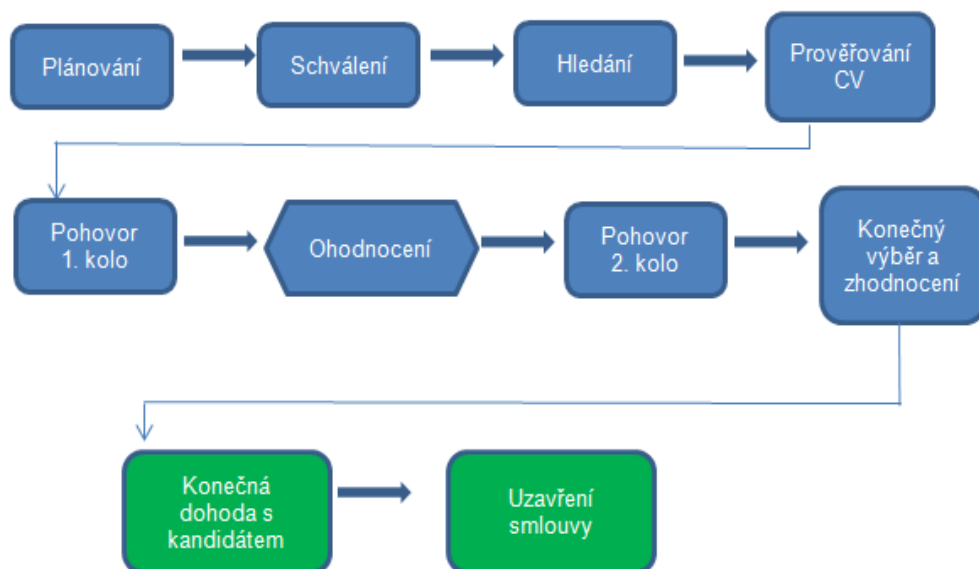 Plánování
Schválení
Hledání
Prověřování
CV
Pohovor
1. kolo
Ohodnocení
Pohovor
2. kolo
Konečný
výběr a
zhodnocení
Konečná
dohoda s
kandidátem
Uzavření
smlouvy